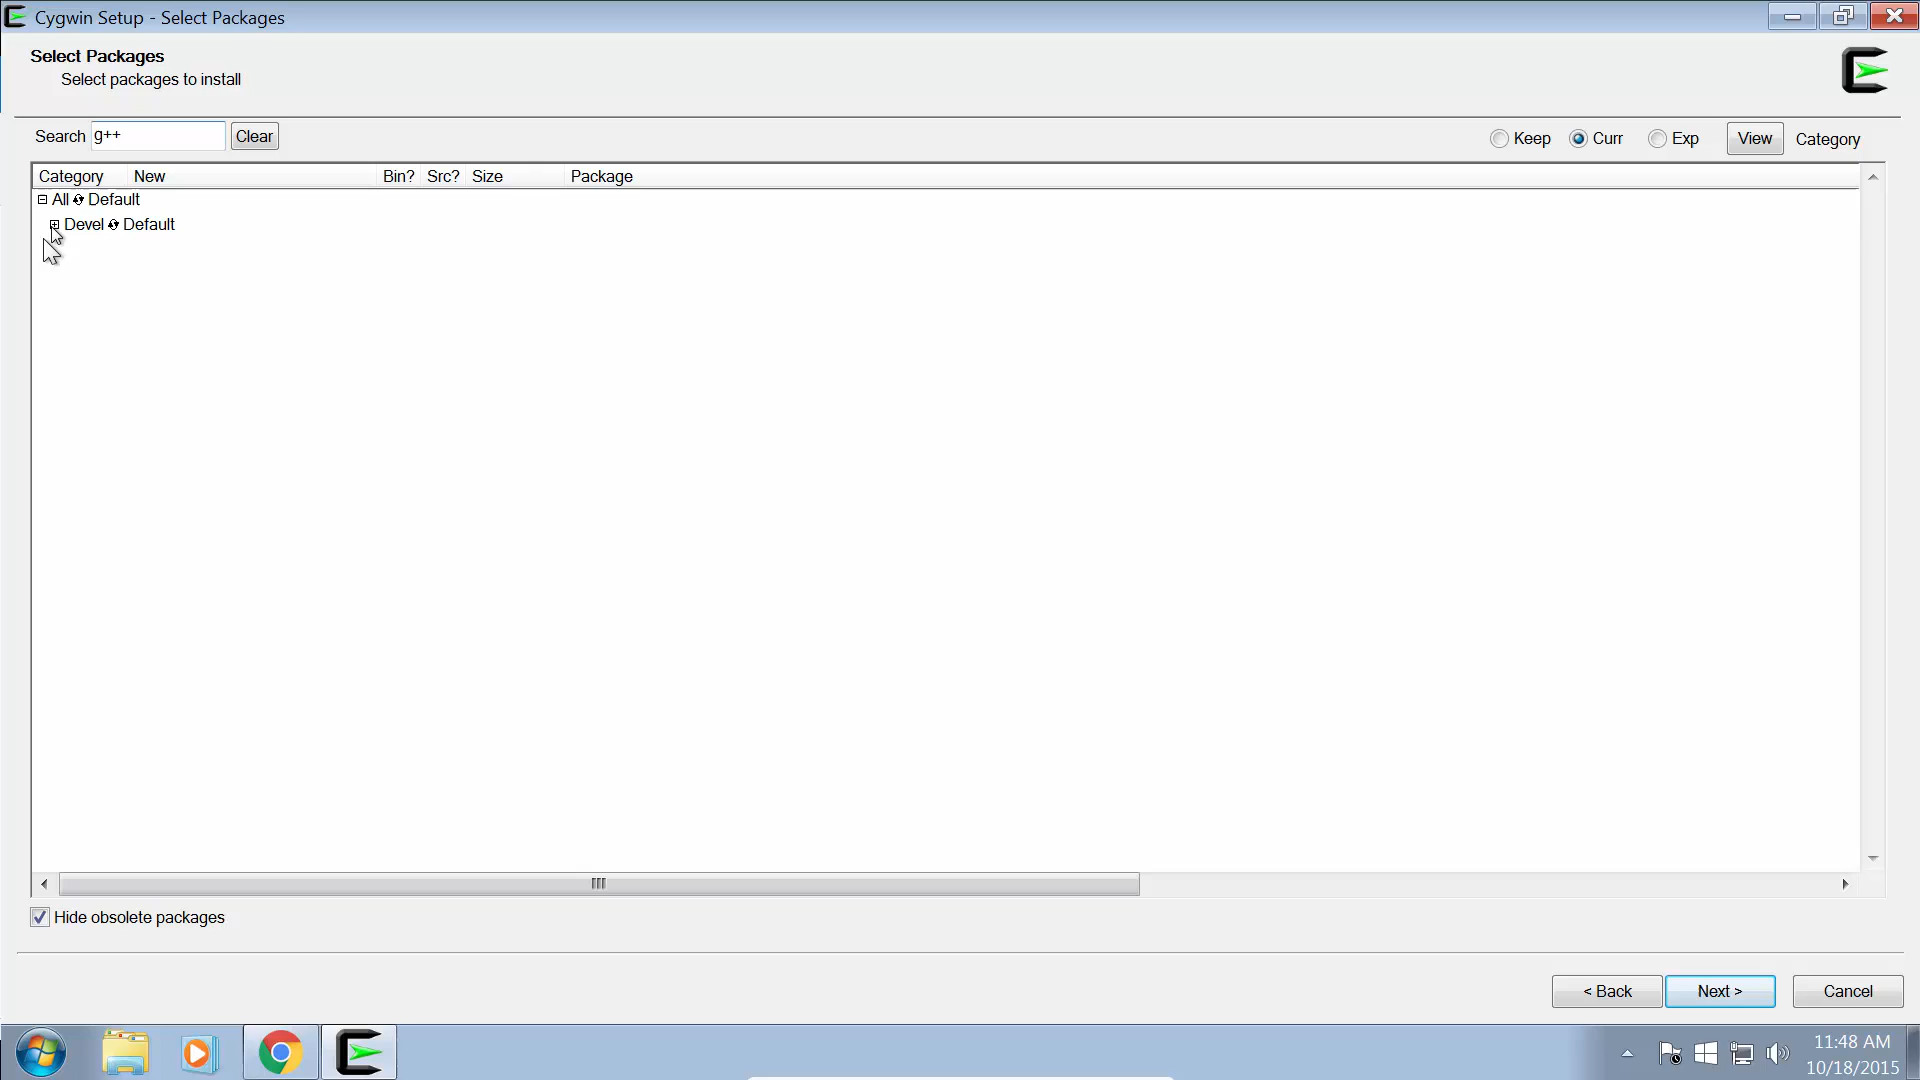 Cygwin Setup - Select Packages
Select Packages
Select packages to install
Search g++ Clear Keep Curr Exp View Category
Category New Bin? Src? Size Package
All Default
Devel Default
Hide obsolete packages
< Back Next > Cancel
11:48 AM
10/18/2015